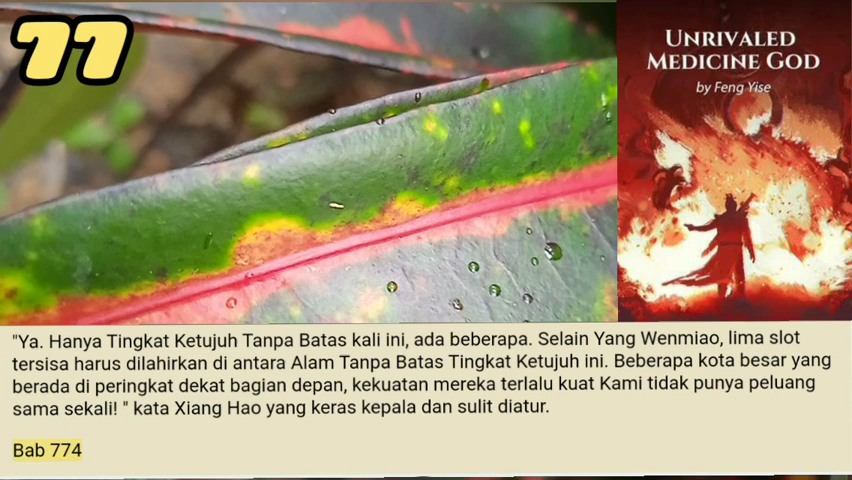 77
UNRIVALED
MEDICINE GOD
by Feng Yise
"Ya. Hanya Tingkat Ketujuh Tanpa Batas kali ini, ada beberapa. Selain Yang Wenmiao, lima slot
tersisa harus dilahirkan di antara Alam Tanpa Batas Tingkat Ketujuh ini. Beberapa kota besar yang
berada di peringkat dekat bagian depan, kekuatan mereka terlalu kuat Kami tidak punya peluang
sama sekali! " kata Xiang Hao yang keras kepala dan sulit diatur.
Bab 774